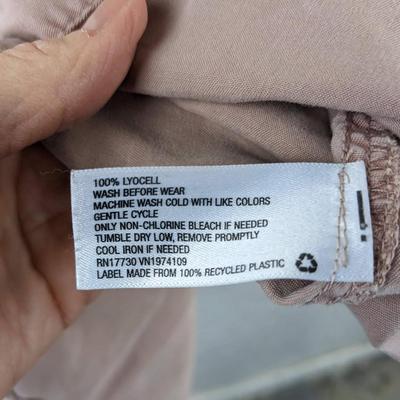 100% LYOCELL
WASH BEFORE WEAR
MACHINE WASH COLD WITH LIKE COLORS
GENTLE CYCLE
ONLY NON-CHLORINE BLEACH IF NEEDED
TUMBLE DRY LOW, REMOVE PROMPTLY
COOL IRON IF NEEDED
RN17730 VN1974109
LABEL MADE FROM 100% RECYCLED PLASTIC